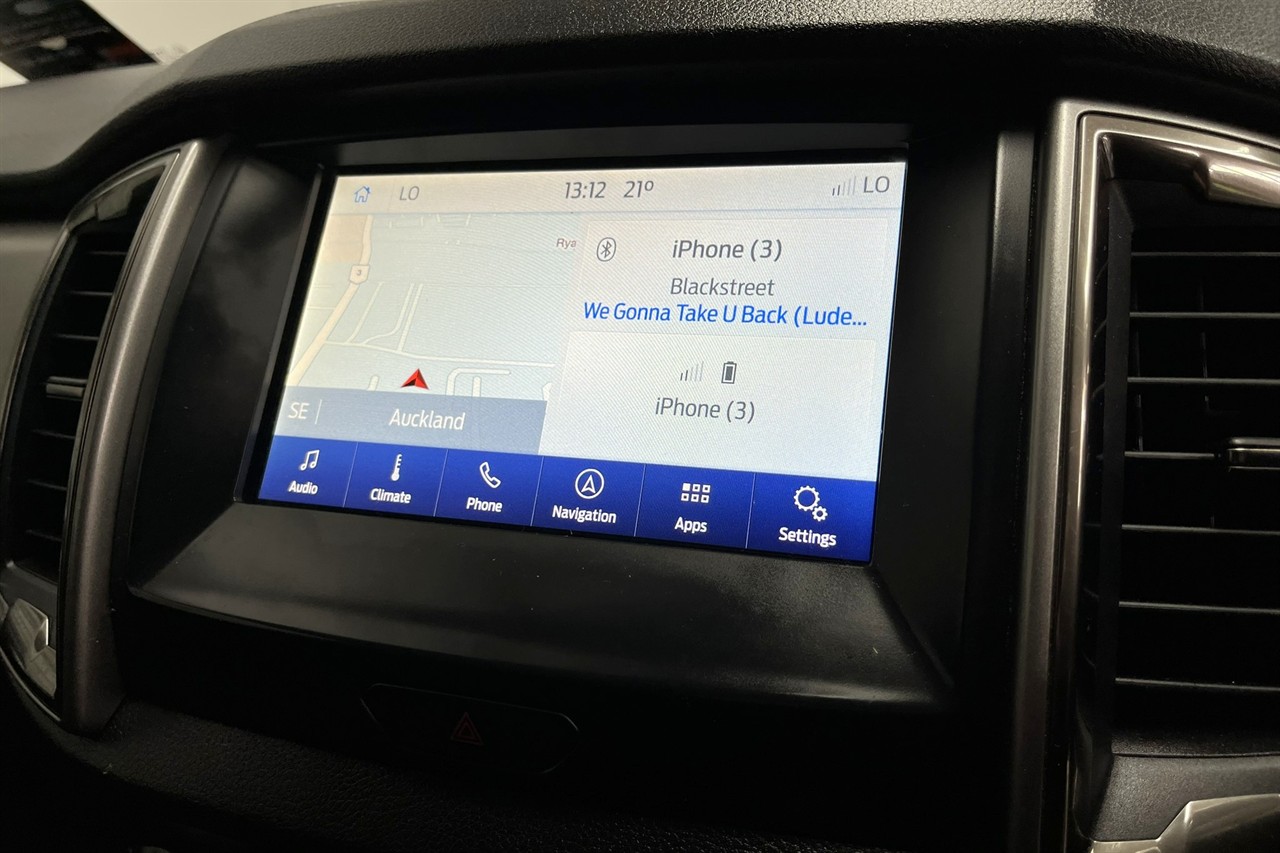 LO
13:12 21º
LO
Rya
3
SE
Auckland
iPhone (3)
Blackstreet
We Gonna Take U Back (Lude...
iPhone (3)
Audio
Climate
Phone
Navigation
Apps
Settings